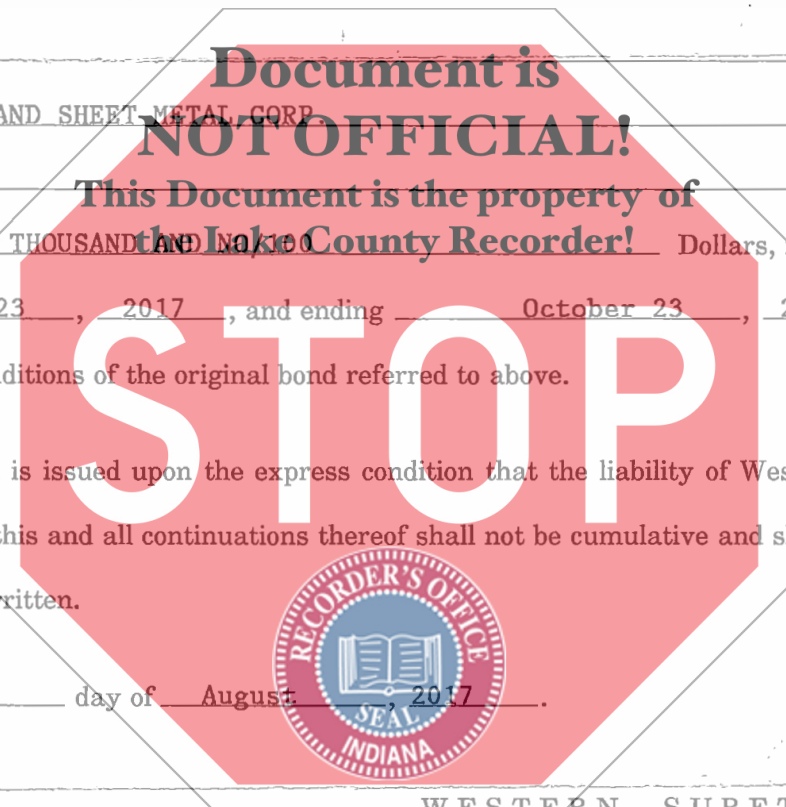 Document is
AND SHEET METAL CORP.
NOT OFFICIAL!
This Document is the property of
the Lake County Recorder!
THOUSAND AND NO/100 Dollars,
23, 2017, and ending October 23, 2
ditions of the original bond referred to above.
STOP
is issued upon the express condition that the liability of Wes
this and all continuations thereof shall not be cumulative and s
ritten.
RECORDER'S OFFICE
day of August, 2017.
SEAL
INDIANA
WESTERN SURET